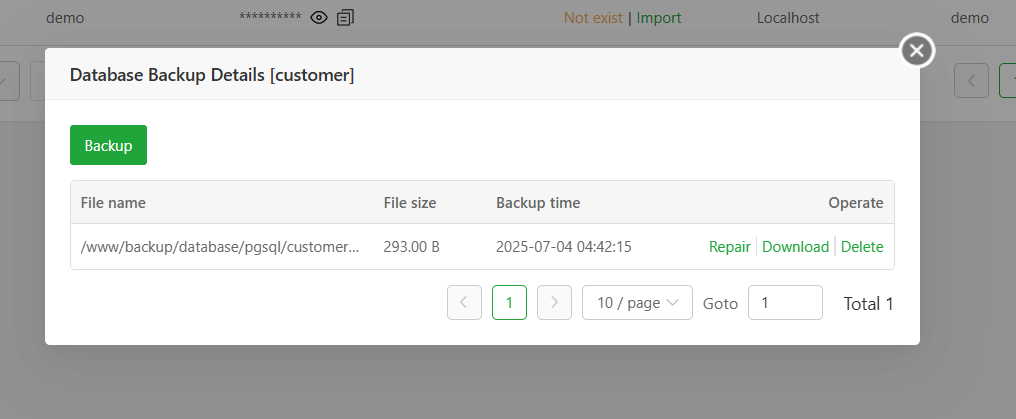 demo ********** Not exist | Import Localhost demo
Database Backup Details [customer]
Backup
File name File size Backup time Operate
/www/backup/database/pgsql/customer... 293.00 B 2025-07-04 04:42:15 Repair Download Delete
1 10 / page Goto 1 Total 1